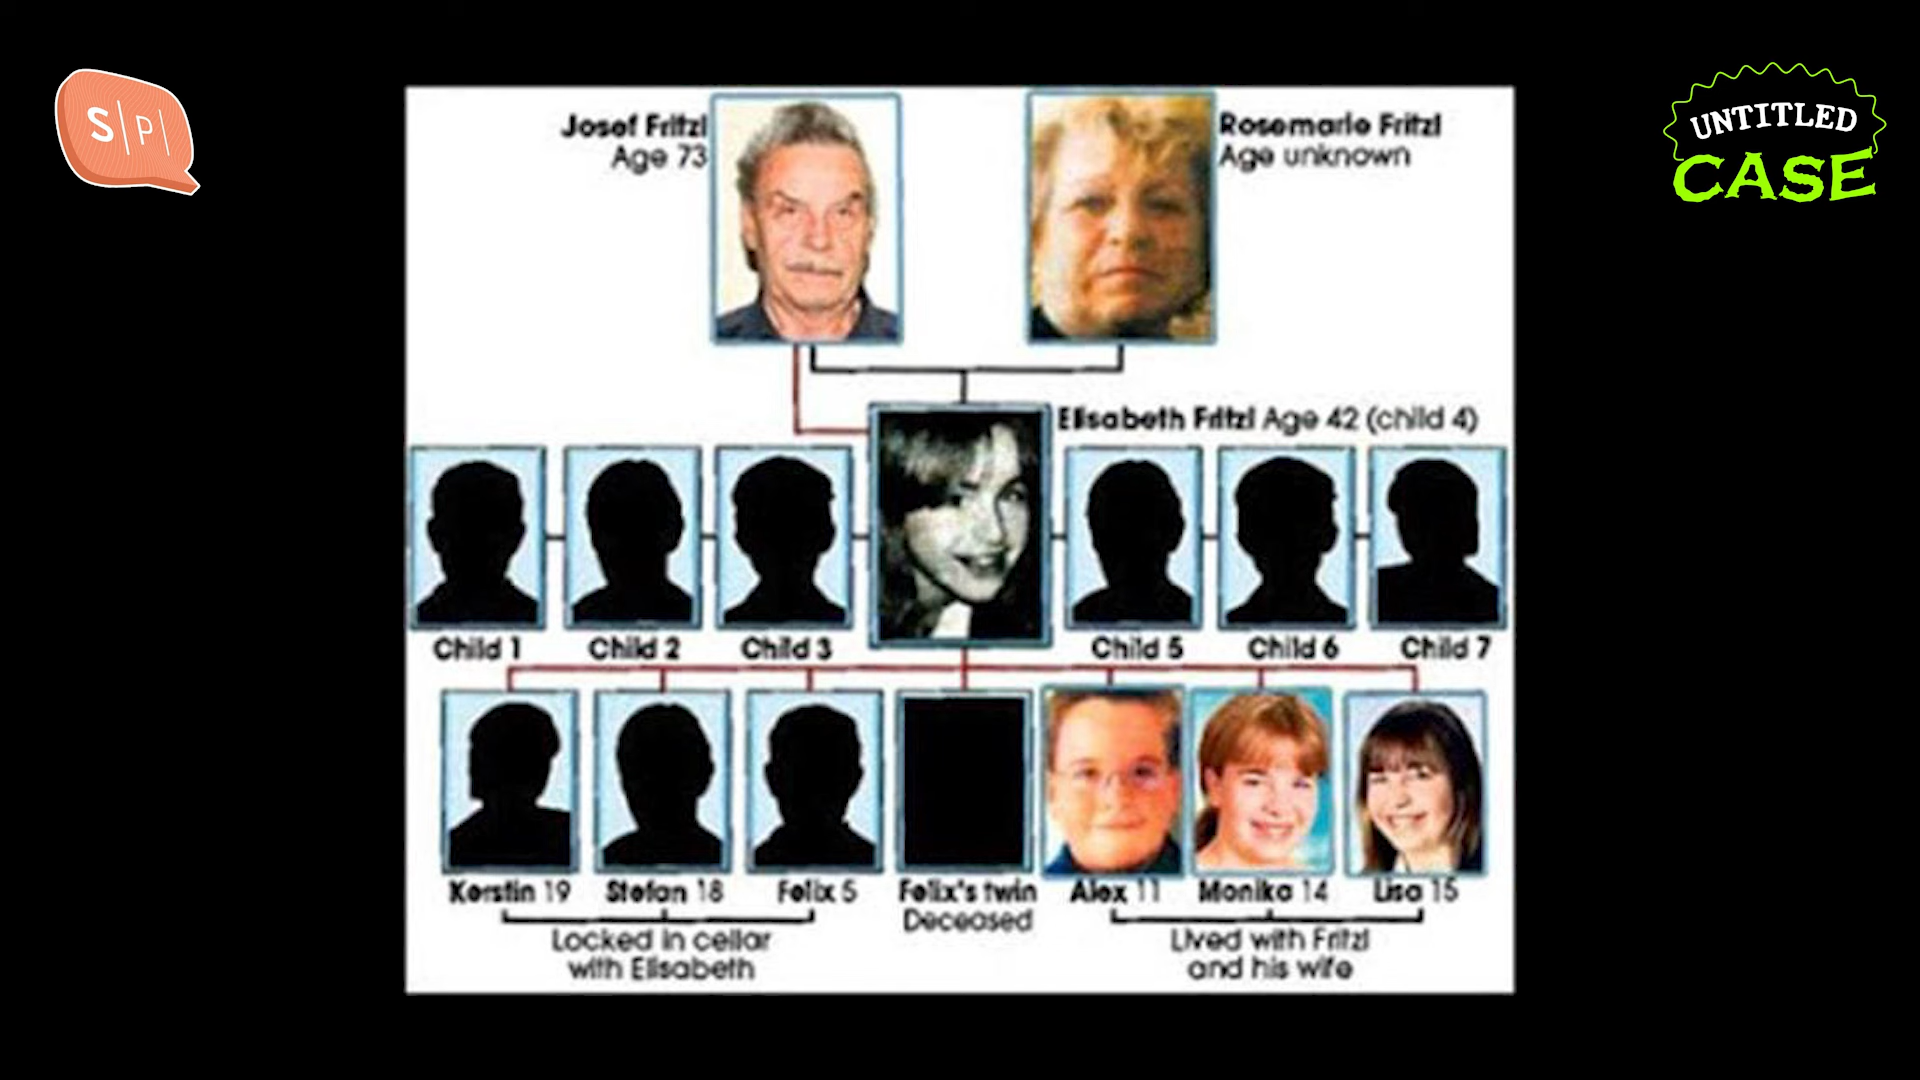 S|P|
UNTITLED
CASE
Josef Fritzl
Age 73
Rosemarie Fritzl
Age unknown
Elisabeth Fritzl Age 42 (child 4)
Child 1
Child 2
Child 3
Child 5
Child 6
Child 7
Kerstin 19
Stefan 18
Felix 5
Felix's twin
Deceased
Alex 11
Monika 14
Lisa 15
Locked in cellar
with Elisabeth
Lived with Fritzl
and his wife